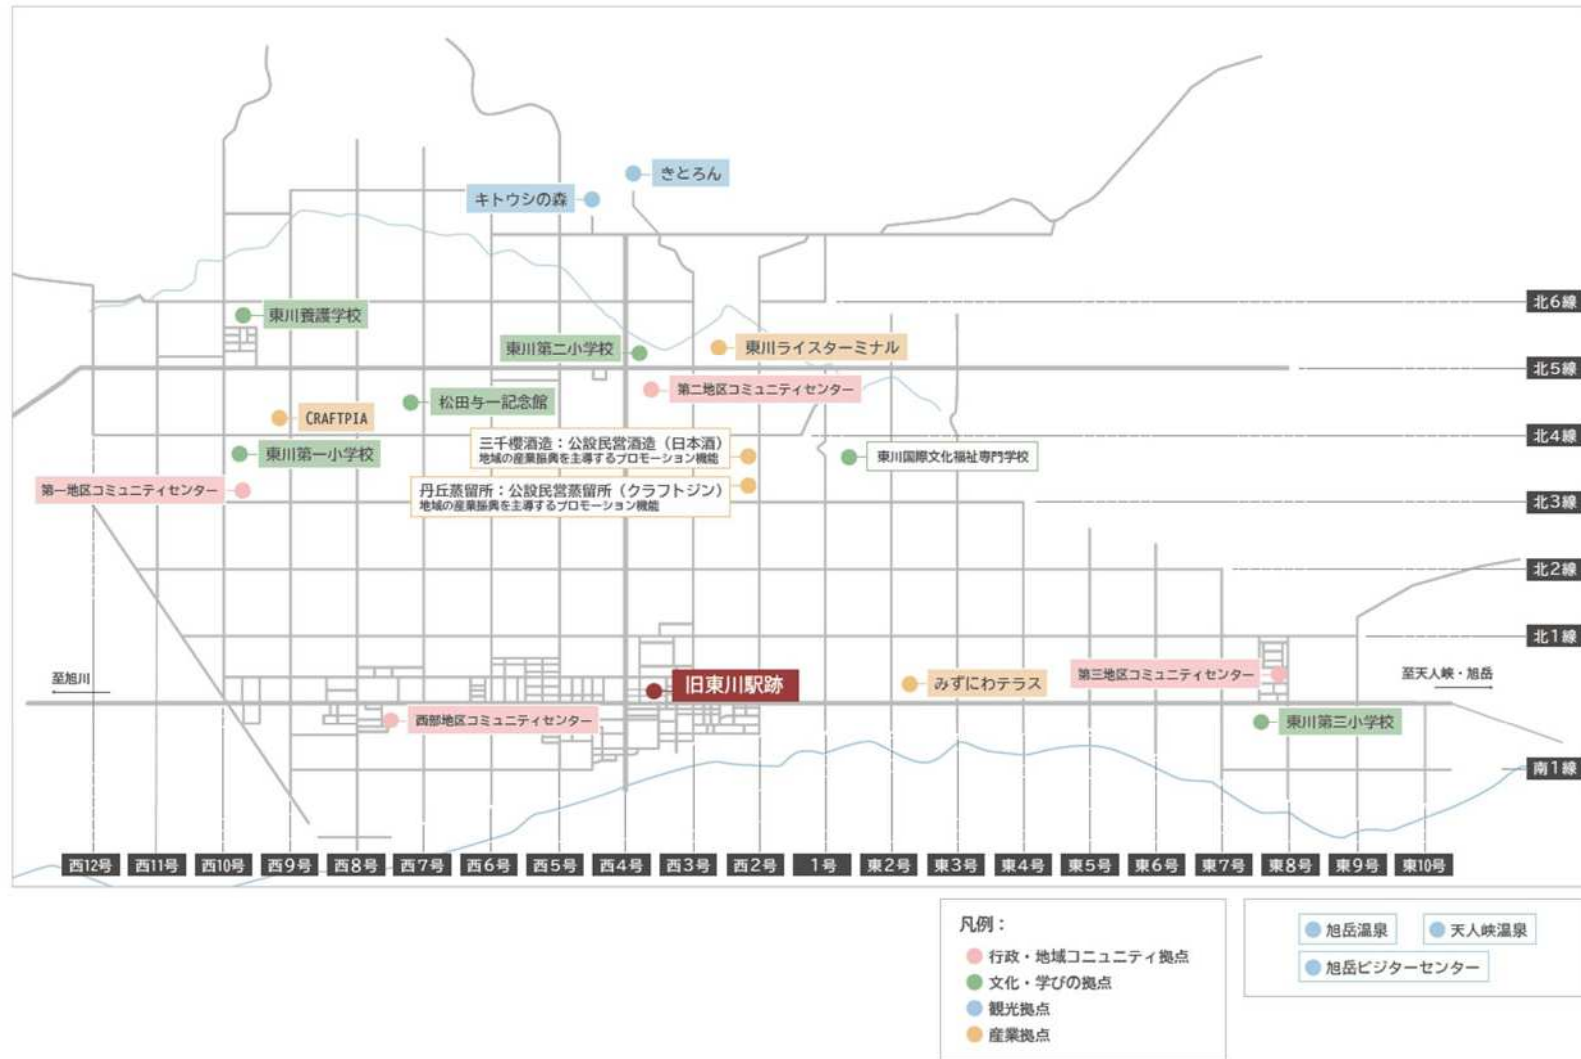 きとろん
キトウシの森
北6線
東川養護学校
東川第二小学校
東川ライスターミナル
北5線
第二地区コミュニティセンター
松田与一記念館
CRAFTPIA
北4線
三千櫻酒造：公設民営酒造（日本酒）
地域の産業振興を主導するプロモーション機能
東川第一小学校
東川国際文化福祉専門学校
第一地区コミュニティセンター
丹丘蒸留所：公設民営蒸留所（クラフトジン）
地域の産業振興を主導するプロモーション機能
北3線
北2線
北1線
至旭川
旧東川駅跡
みずにわテラス
第三地区コミュニティセンター
至天人峡・旭岳
西部地区コミュニティセンター
東川第三小学校
南1線
西12号 西11号 西10号 西9号 西8号 西7号 西6号 西5号 西4号 西3号 西2号 1号 東2号 東3号 東4号 東5号 東6号 東7号 東8号 東9号 東10号
凡例：
行政・地域コニュニティ拠点
文化・学びの拠点
観光拠点
産業拠点
旭岳温泉 天人峡温泉
旭岳ビジターセンター